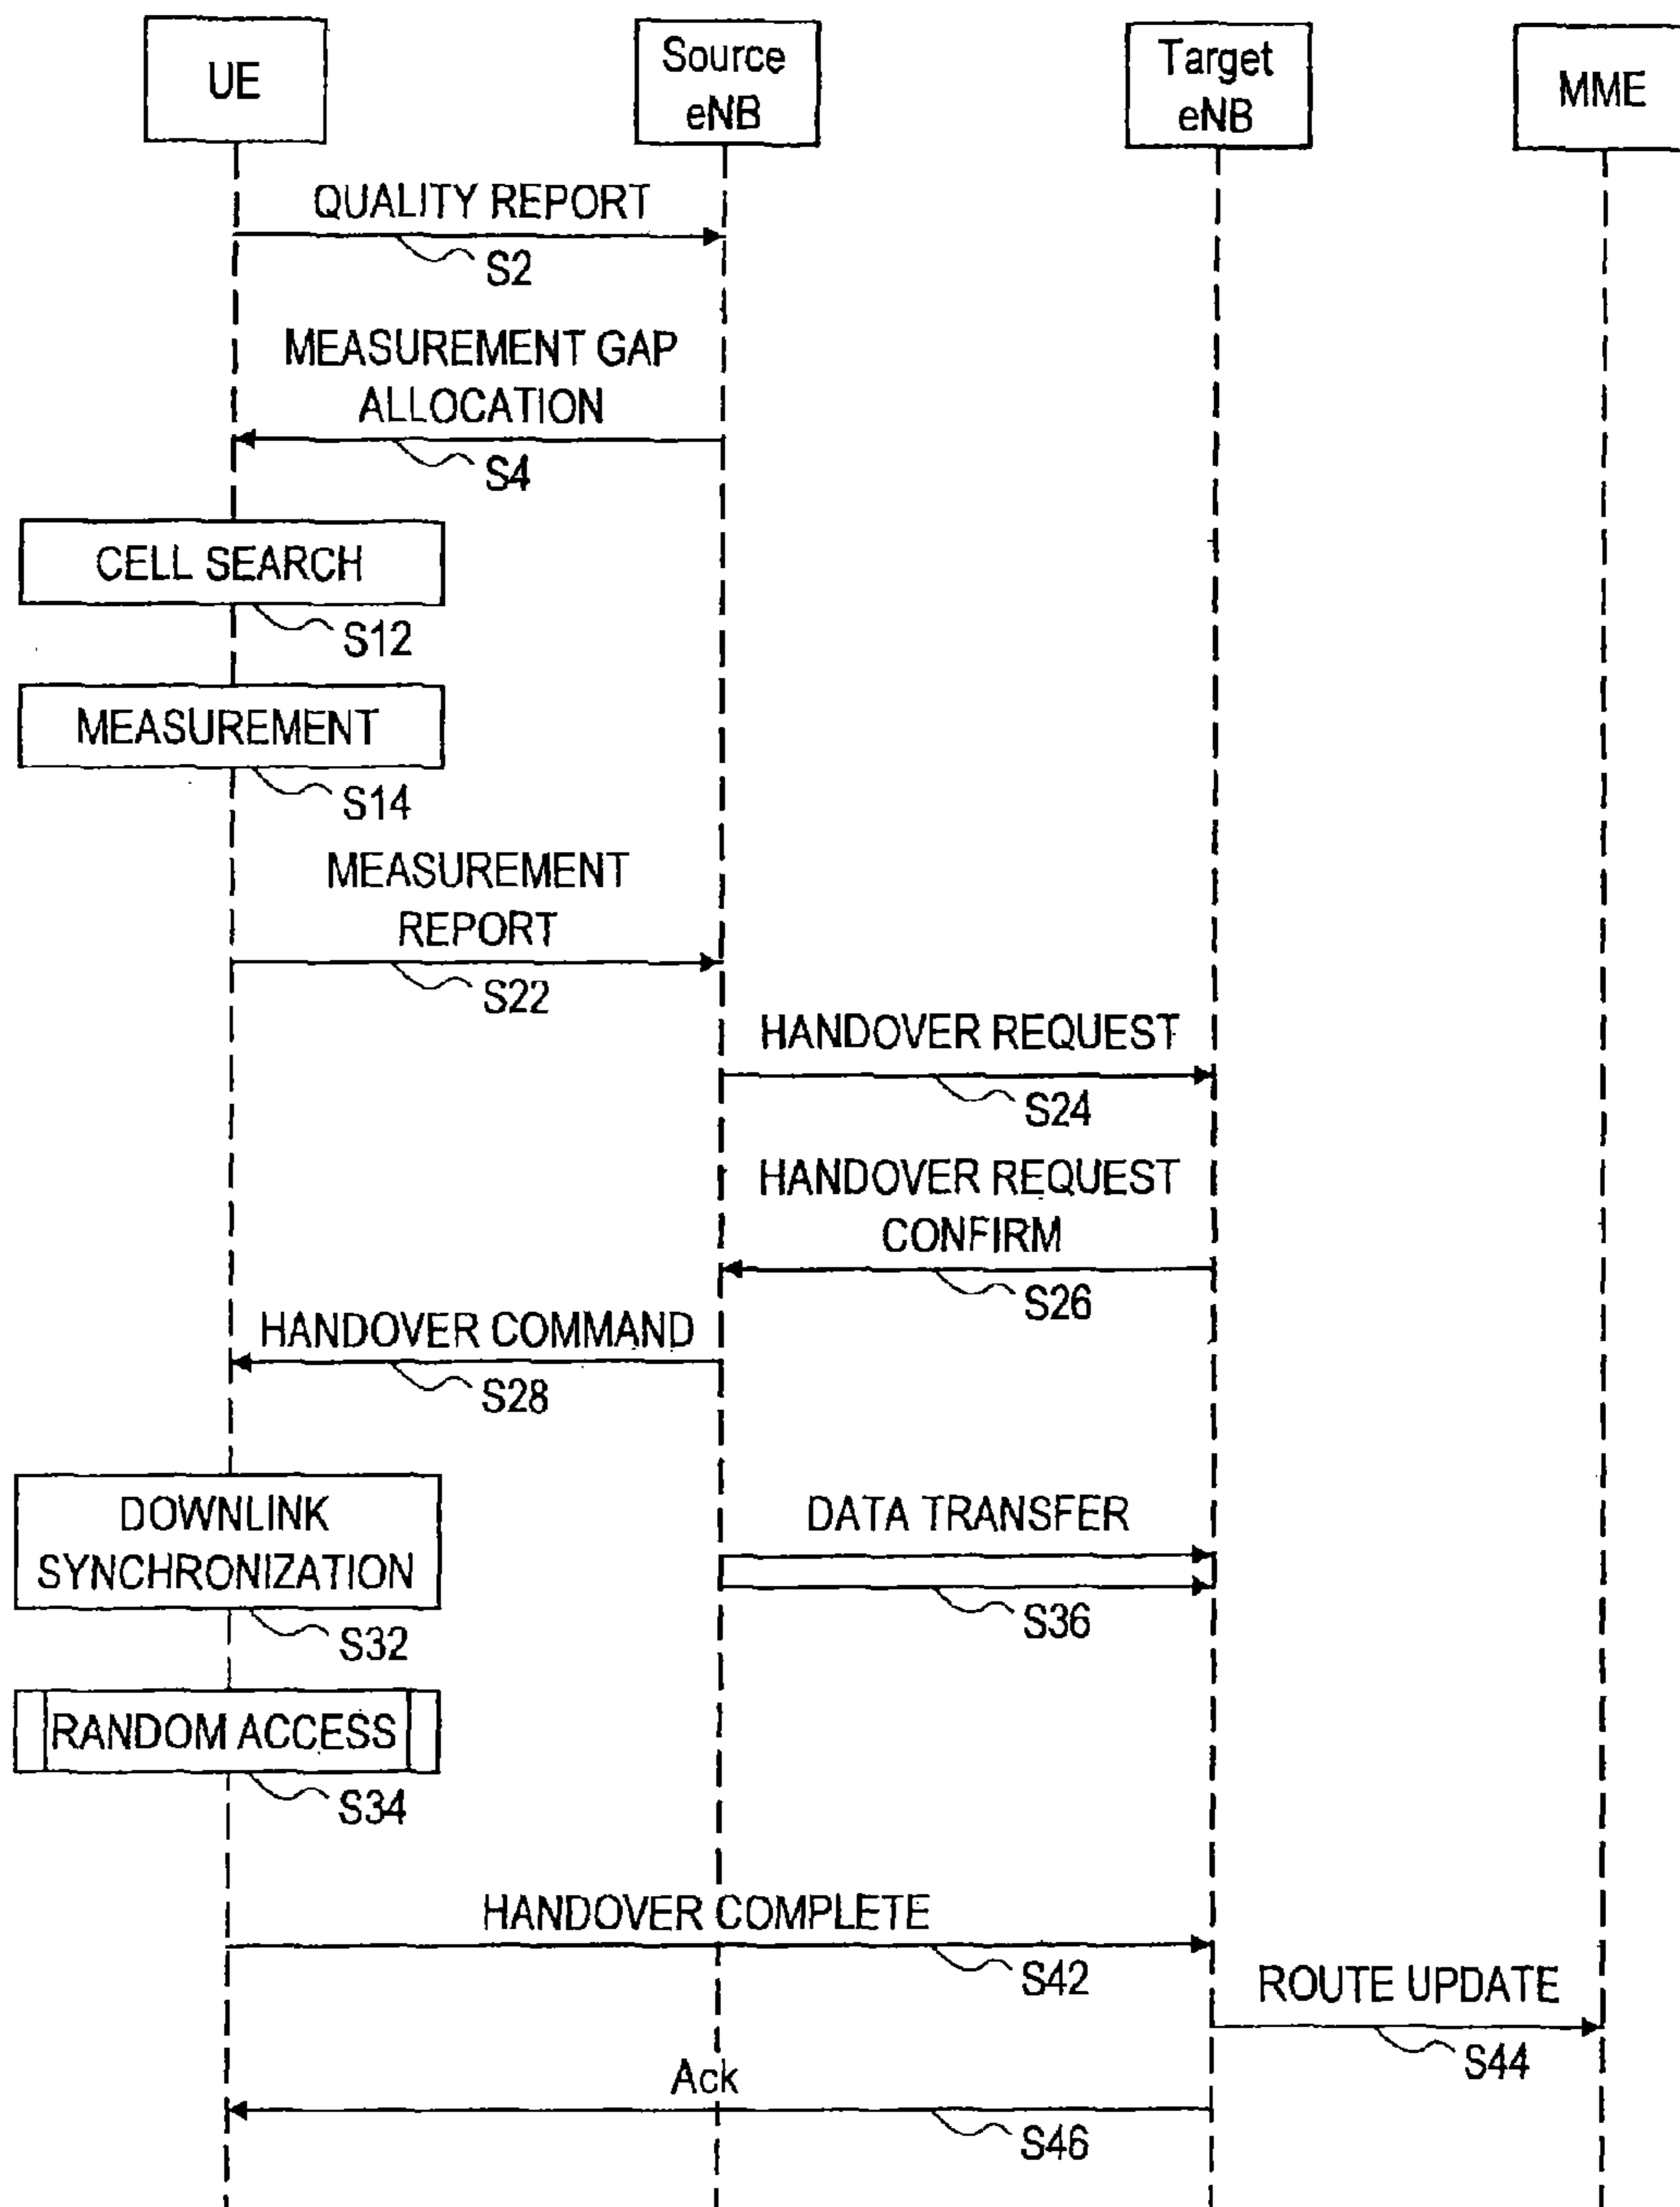 UE
Source
eNB
Target
eNB
MME
QUALITY REPORT
S2
MEASUREMENT GAP
ALLOCATION
S4
CELL SEARCH
S12
MEASUREMENT
S14
MEASUREMENT
REPORT
S22
HANDOVER REQUEST
S24
HANDOVER REQUEST
CONFIRM
S26
HANDOVER COMMAND
S28
DOWNLINK
SYNCHRONIZATION
S32
DATA TRANSFER
S36
RANDOM ACCESS
S34
HANDOVER COMPLETE
S42
ROUTE UPDATE
S44
Ack
S46